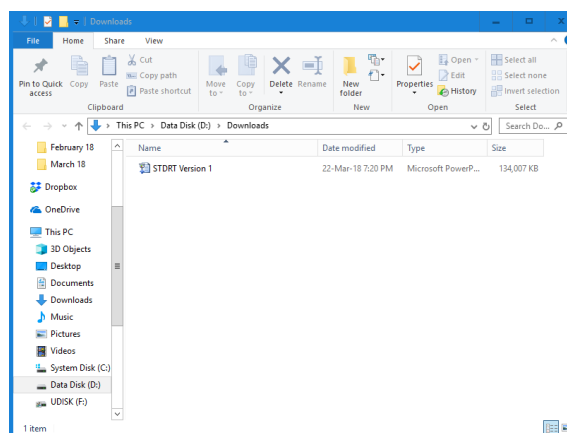 Downloads
File Home Share View
Pin to Quick access
Copy
Paste
Cut
Copy path
Paste shortcut
Clipboard
Move to
Copy to
Delete
Rename
Organize
New folder
New
Properties
Open
Edit
History
Open
Select all
Select none
Invert selection
Select
This PC > Data Disk (D:) > Downloads
Search Do...
Name Date modified Type Size
STDRT Version 1 22-Mar-18 7:20 PM Microsoft PowerP... 134,007 KB
February 18
March 18
Dropbox
OneDrive
This PC
3D Objects
Desktop
Documents
Downloads
Music
Pictures
Videos
System Disk (C:)
Data Disk (D:)
UDISK (F:)
1 item